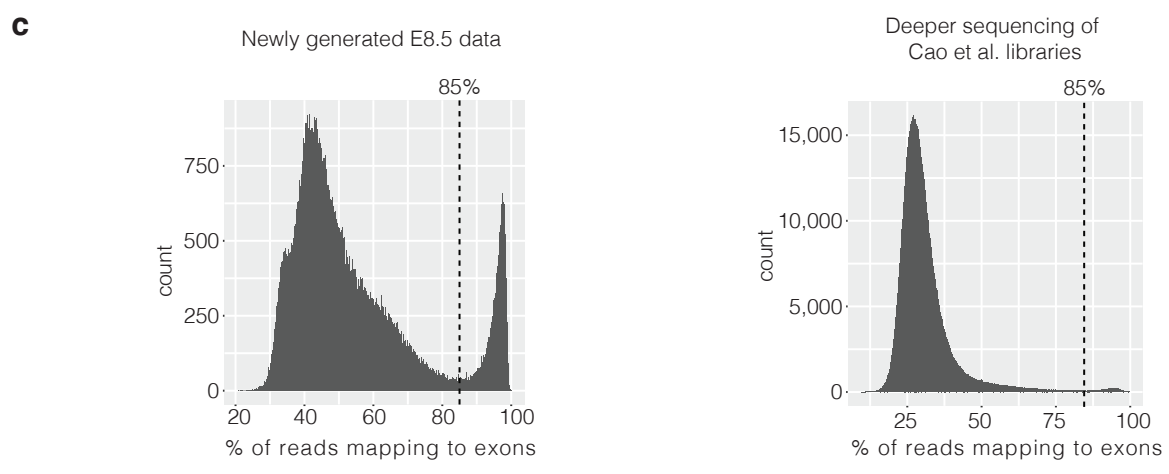 c
Newly generated E8.5 data
85%
750
500
250
0
count
20 40 60 80 100
% of reads mapping to exons
Deeper sequencing of
Cao et al. libraries
85%
15,000
10,000
5,000
0
count
25 50 75 100
% of reads mapping to exons